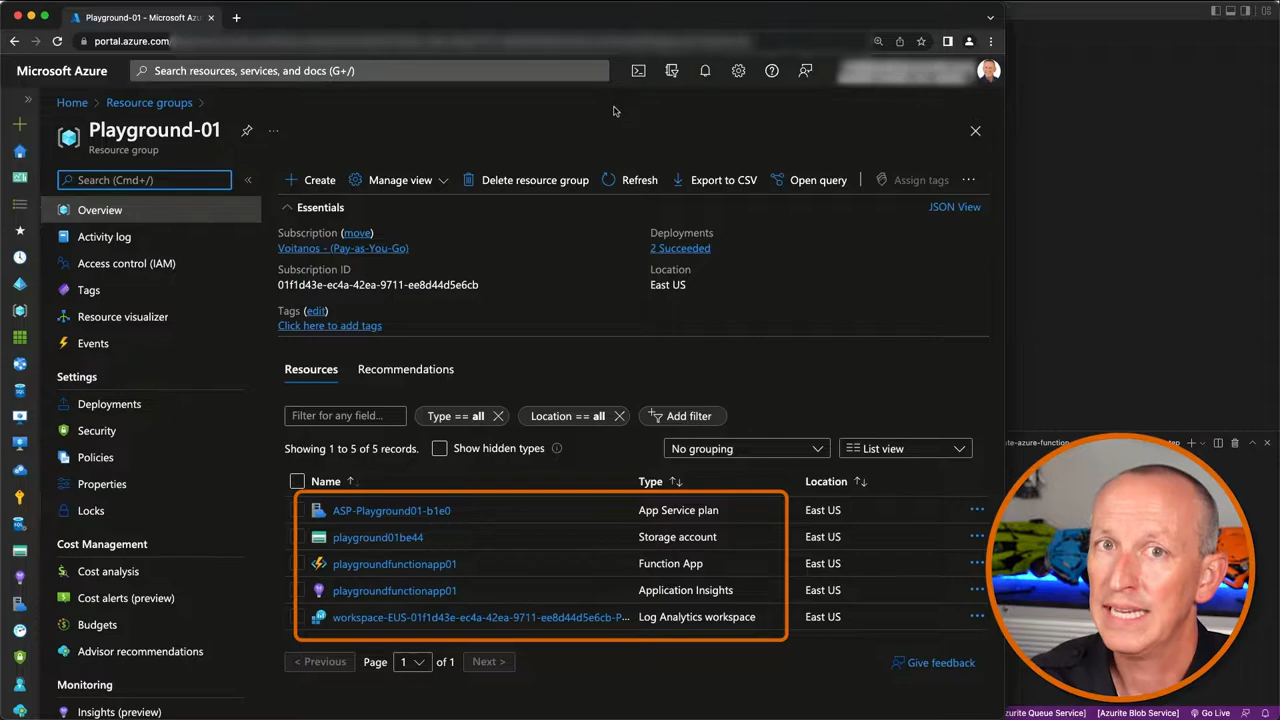 Playground-01 - Microsoft Azu
portal.azure.com
Microsoft Azure
Search resources, services, and docs (G+/)
Home > Resource groups >
Playground-01
Resource group
Search (Cmd+/)
Overview
Activity log
Access control (IAM)
Tags
Resource visualizer
Events
Settings
Deployments
Security
Policies
Properties
Locks
Cost Management
Cost analysis
Cost alerts (preview)
Budgets
Advisor recommendations
Monitoring
Insights (preview)
Create
Manage view
Delete resource group
Refresh
Export to CSV
Open query
Assign tags
Essentials
JSON View
Subscription (move)
Voitanos - (Pay-as-You-Go)
Subscription ID
01f1d43e-ec4a-42ea-9711-ee8d44d5e6cb
Tags (edit)
Click here to add tags
Deployments
2 Succeeded
Location
East US
Resources Recommendations
Filter for any field...
Type == all
Location == all
Add filter
Showing 1 to 5 of 5 records.
Show hidden types
No grouping
List view
Name Type Location
ASP-Playground01-b1e0 App Service plan East US
playground01be44 Storage account East US
playgroundfunctionapp01 Function App East US
playgroundfunctionapp01 Application Insights East US
workspace-EUS-01f1d43e-ec4a-42ea-9711-ee8d44d5e6cb-P... Log Analytics workspace East US
< Previous Page 1 of 1 Next >
Give feedback
te-azure-function
tep
zurite Queue Service] [Azurite Blob Service] Go Live